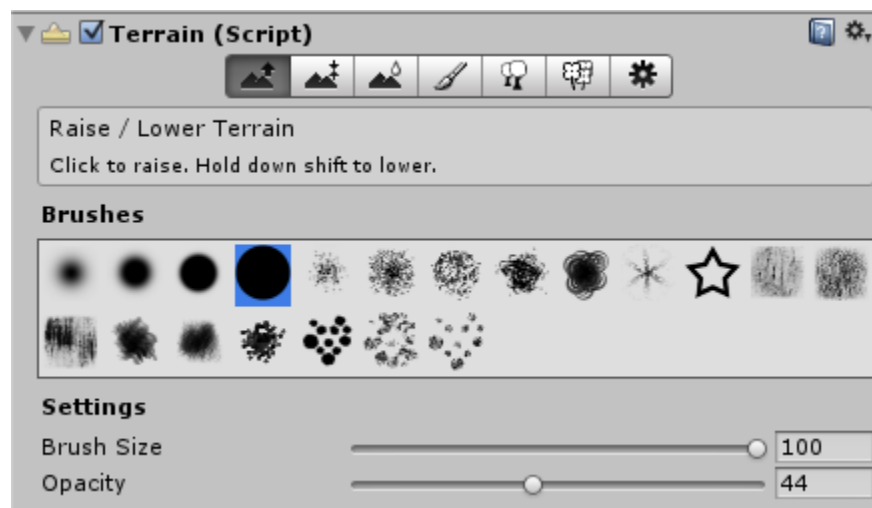 Terrain (Script)
Raise / Lower Terrain
Click to raise. Hold down shift to lower.
Brushes
Settings
Brush Size 100
Opacity 44